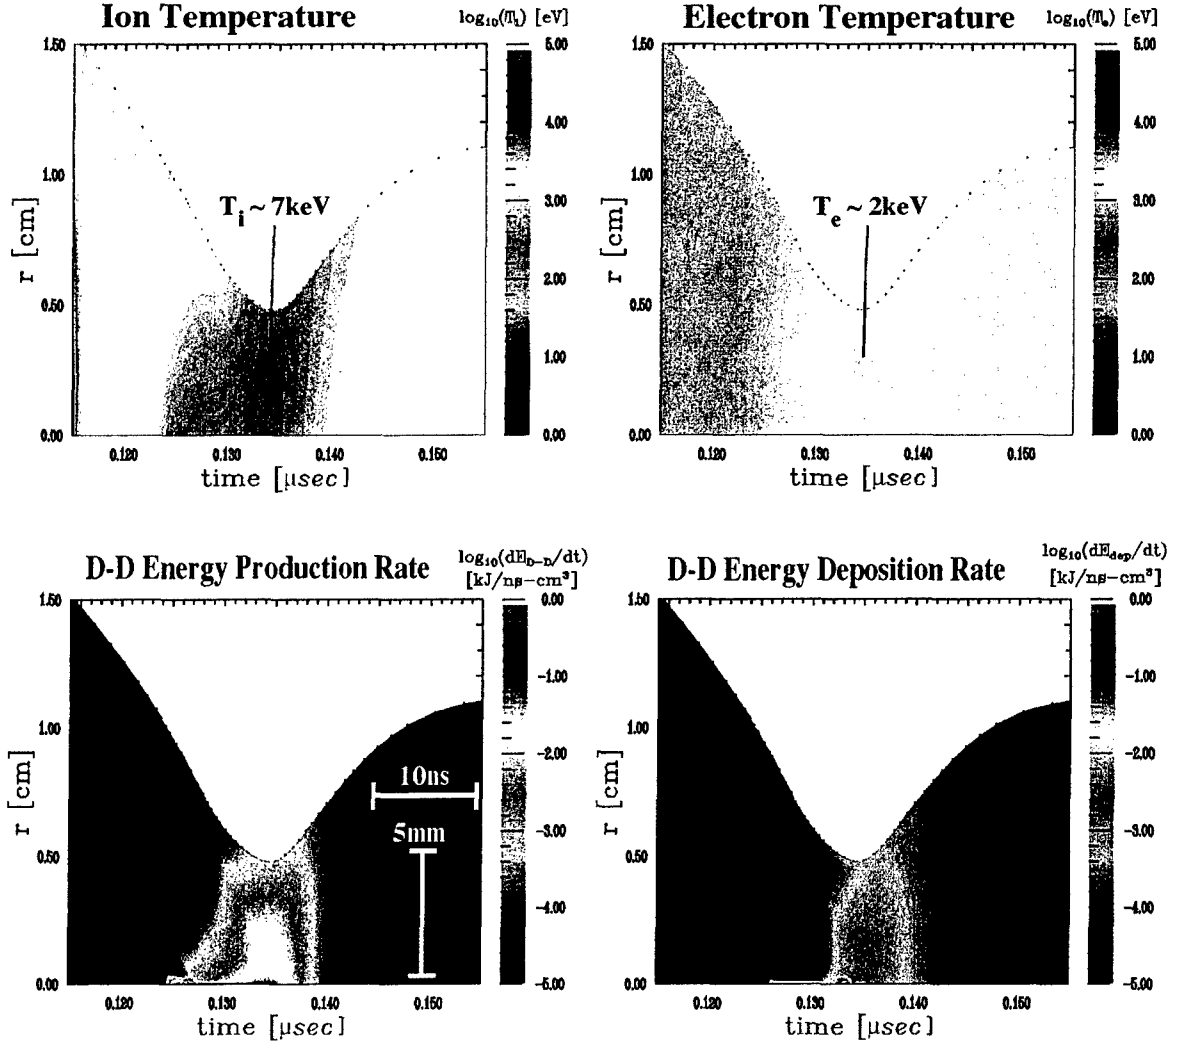 Ion Temperature
log₁₀(Tᵢ) [eV]
1.50
1.00
0.50
0.00
r [cm]
Tᵢ ~ 7keV
5.00
4.00
3.00
2.00
1.00
0.00
0.120 0.130 0.140 0.150
time [μsec]
Electron Temperature
log₁₀(Tₑ) [eV]
1.50
1.00
0.50
0.00
r [cm]
Tₑ ~ 2keV
5.00
4.00
3.00
2.00
1.00
0.00
0.120 0.130 0.140 0.150
time [μsec]
D-D Energy Production Rate
log₁₀(dE_D-D/dt)
[kJ/ns-cm³]
1.50
1.00
0.50
0.00
r [cm]
10ns
5mm
0.00
-1.00
-2.00
-3.00
-4.00
-5.00
0.120 0.130 0.140 0.150
time [μsec]
D-D Energy Deposition Rate
log₁₀(dE_dep/dt)
[kJ/ns-cm³]
1.50
1.00
0.50
0.00
r [cm]
0.00
-1.00
-2.00
-3.00
-4.00
-5.00
0.120 0.130 0.140 0.150
time [μsec]